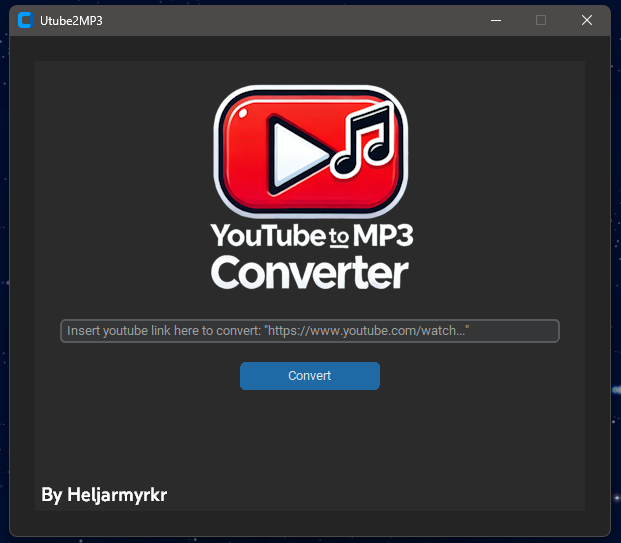 Utube2MP3
YouTube to MP3
Converter
Insert youtube link here to convert: "https://www.youtube.com/watch..."
Convert
By Heljarmyrkr